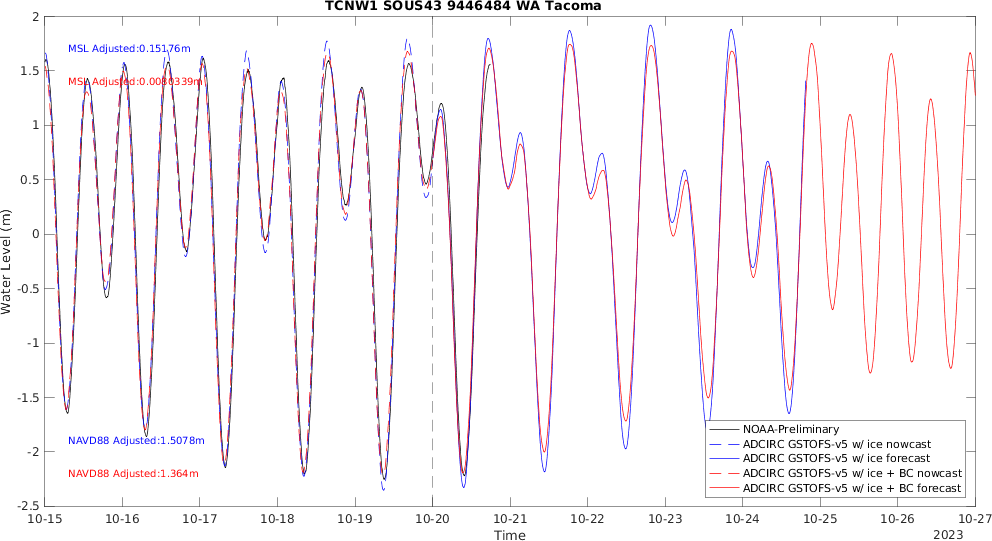 TCNW1 SOUS43 9446484 WA Tacoma
2
MSL Adjusted:0.15176m
1.5
MSL Adjusted:0.0030339m
1
0.5
0
-0.5
-1
-1.5
-2
-2.5
Water Level (m)
NAVD88 Adjusted:1.5078m
NAVD88 Adjusted:1.364m
NOAA-Preliminary
ADCIRC GSTOFS-v5 w/ ice nowcast
ADCIRC GSTOFS-v5 w/ ice forecast
ADCIRC GSTOFS-v5 w/ ice + BC nowcast
ADCIRC GSTOFS-v5 w/ ice + BC forecast
10-15 10-16 10-17 10-18 10-19 10-20 10-21 10-22 10-23 10-24 10-25 10-26 10-27
Time
2023